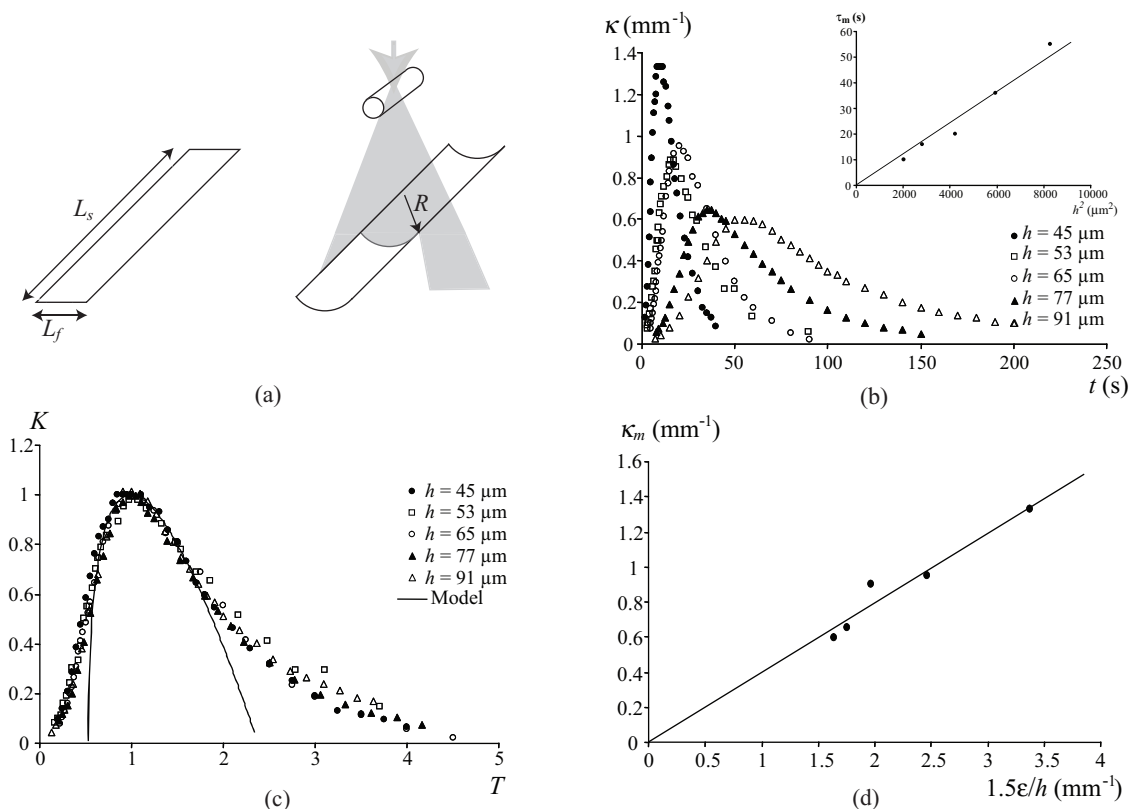 L_s
L_f
R
(a)
κ (mm⁻¹)
1.4
1.2
1
0.8
0.6
0.4
0.2
0
0
50
100
150
200
250
t (s)
τₘ (s)
60
50
40
30
20
10
0
0
2000
4000
6000
8000
10000
h² (µm²)
h = 45 µm
h = 53 µm
h = 65 µm
h = 77 µm
h = 91 µm
(b)
K
1.2
1
0.8
0.6
0.4
0.2
0
0
1
2
3
4
5
T
h = 45 µm
h = 53 µm
h = 65 µm
h = 77 µm
h = 91 µm
Model
(c)
κₘ (mm⁻¹)
1.6
1.4
1.2
1
0.8
0.6
0.4
0.2
0
0
0.5
1
1.5
2
2.5
3
3.5
4
1.5ε/h (mm⁻¹)
(d)